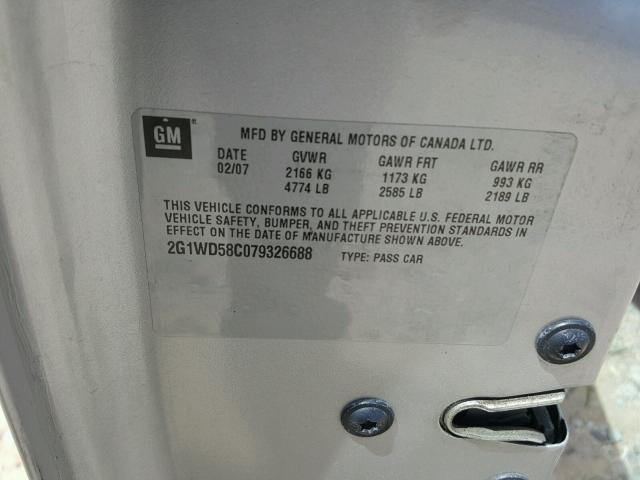 GM
MFD BY GENERAL MOTORS OF CANADA LTD.
DATE GVWR GAWR FRT GAWR RR
02/07 2166 KG 1173 KG 993 KG
4774 LB 2585 LB 2189 LB
THIS VEHICLE CONFORMS TO ALL APPLICABLE U.S. FEDERAL MOTOR
VEHICLE SAFETY, BUMPER, AND THEFT PREVENTION STANDARDS IN
EFFECT ON THE DATE OF MANUFACTURE SHOWN ABOVE.
2G1WD58C079326688 TYPE: PASS CAR